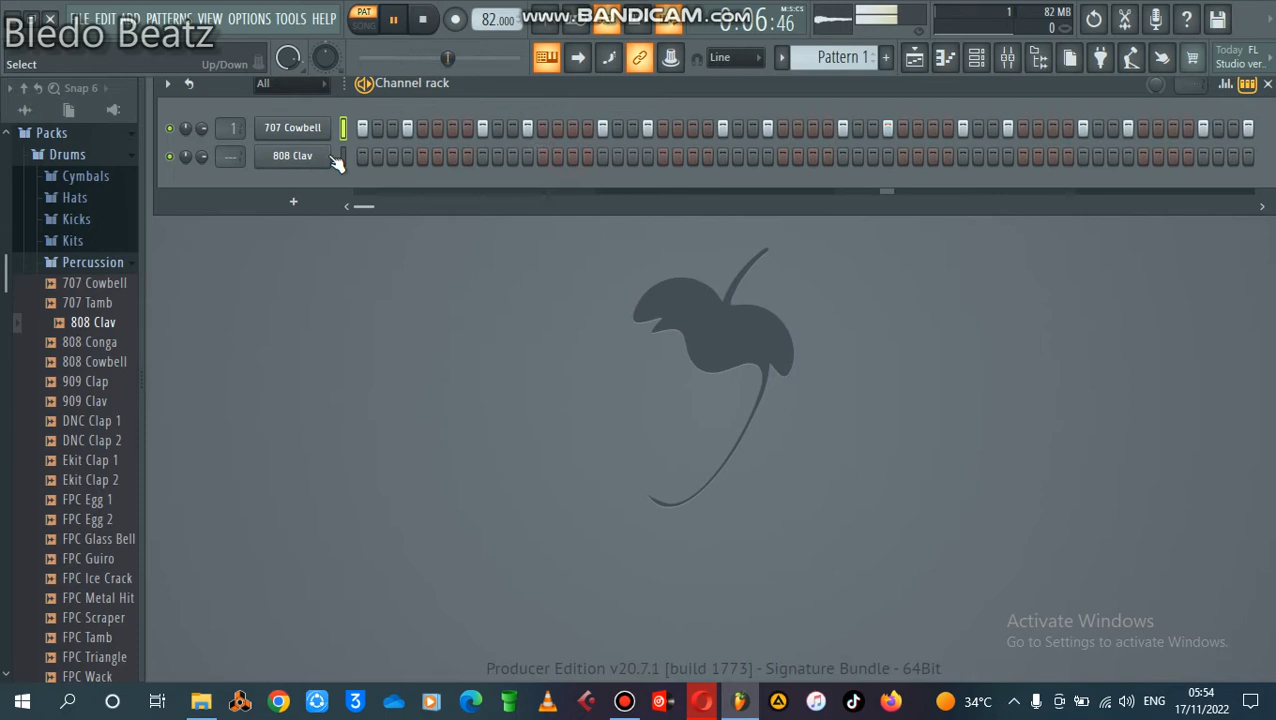 FILE EDIT ADD PATTERNS VIEW OPTIONS TOOLS HELP
Bledo Beatz
Select
Up/Down
PAT
SONG
82.000
www.BANDICAM.com
0:06:46
M:S:CS
1
82 MB
0
Line
Pattern 1
Today FL
Studio ver..
Snap 6
All
Channel rack
1
707 Cowbell
---
808 Clav
Packs
Drums
Cymbals
Hats
Kicks
Kits
Percussion
707 Cowbell
707 Tamb
808 Clav
808 Conga
808 Cowbell
909 Clap
909 Clav
DNC Clap 1
DNC Clap 2
Ekit Clap 1
Ekit Clap 2
FPC Egg 1
FPC Egg 2
FPC Glass Bell
FPC Guiro
FPC Ice Crack
FPC Metal Hit
FPC Scraper
FPC Tamb
FPC Triangle
FPC Wack
Activate Windows
Go to Settings to activate Windows.
Producer Edition v20.7.1 [build 1773] - Signature Bundle - 64Bit
34°C
ENG
05:54
17/11/2022